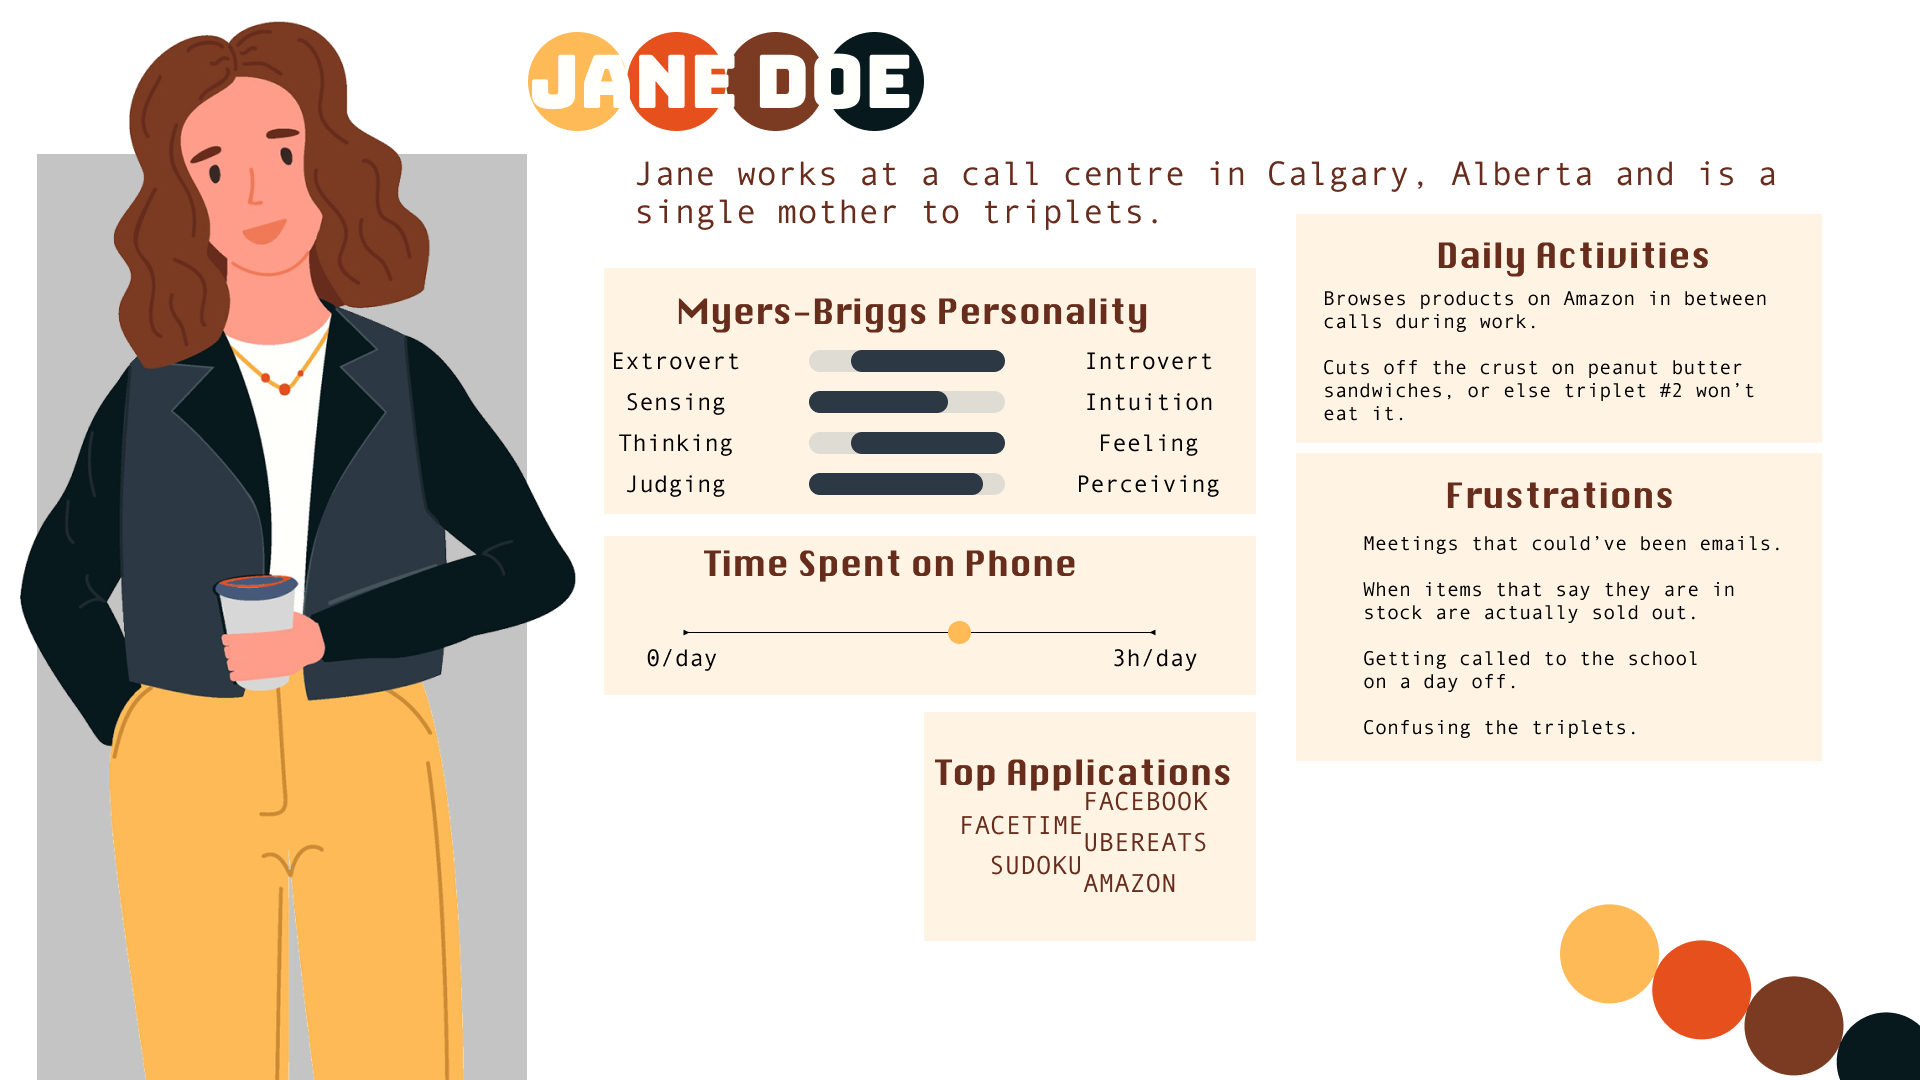 JANE DOE
Jane works at a call centre in Calgary, Alberta and is a
single mother to triplets.
Myers-Briggs Personality
Extrovert Introvert
Sensing Intuition
Thinking Feeling
Judging Perceiving
Time Spent on Phone
0/day 3h/day
Top Applications
FACETIME
SUDOKU
FACEBOOK
UBEREATS
AMAZON
Daily Activities
Browses products on Amazon in between
calls during work.
Cuts off the crust on peanut butter
sandwiches, or else triplet #2 won’t
eat it.
Frustrations
Meetings that could’ve been emails.
When items that say they are in
stock are actually sold out.
Getting called to the school
on a day off.
Confusing the triplets.